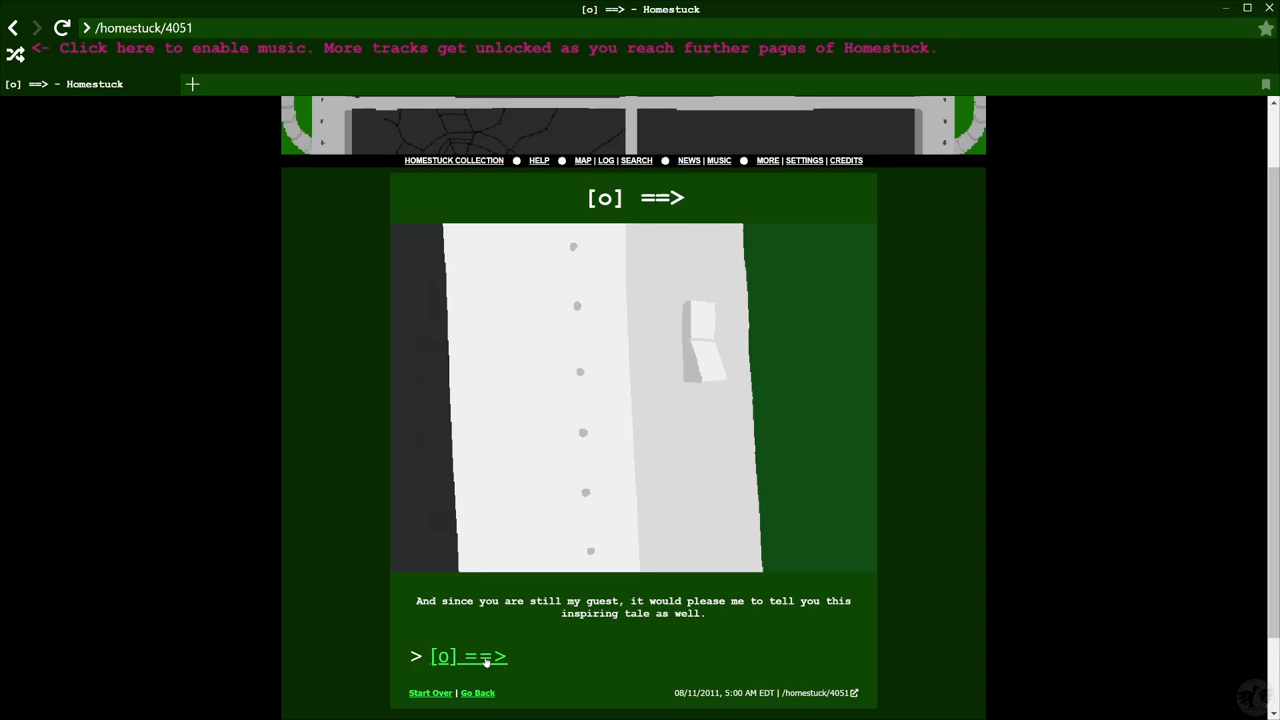 [o] ==> - Homestuck
/homestuck/4051
<- Click here to enable music. More tracks get unlocked as you reach further pages of Homestuck.
[o] ==> - Homestuck
HOMESTUCK COLLECTION HELP MAP | LOG | SEARCH NEWS | MUSIC MORE | SETTINGS | CREDITS
[o] ==>
And since you are still my guest, it would please me to tell you this
inspiring tale as well.
> [o] ==>
Start Over | Go Back 08/11/2011, 5:00 AM EDT | /homestuck/4051